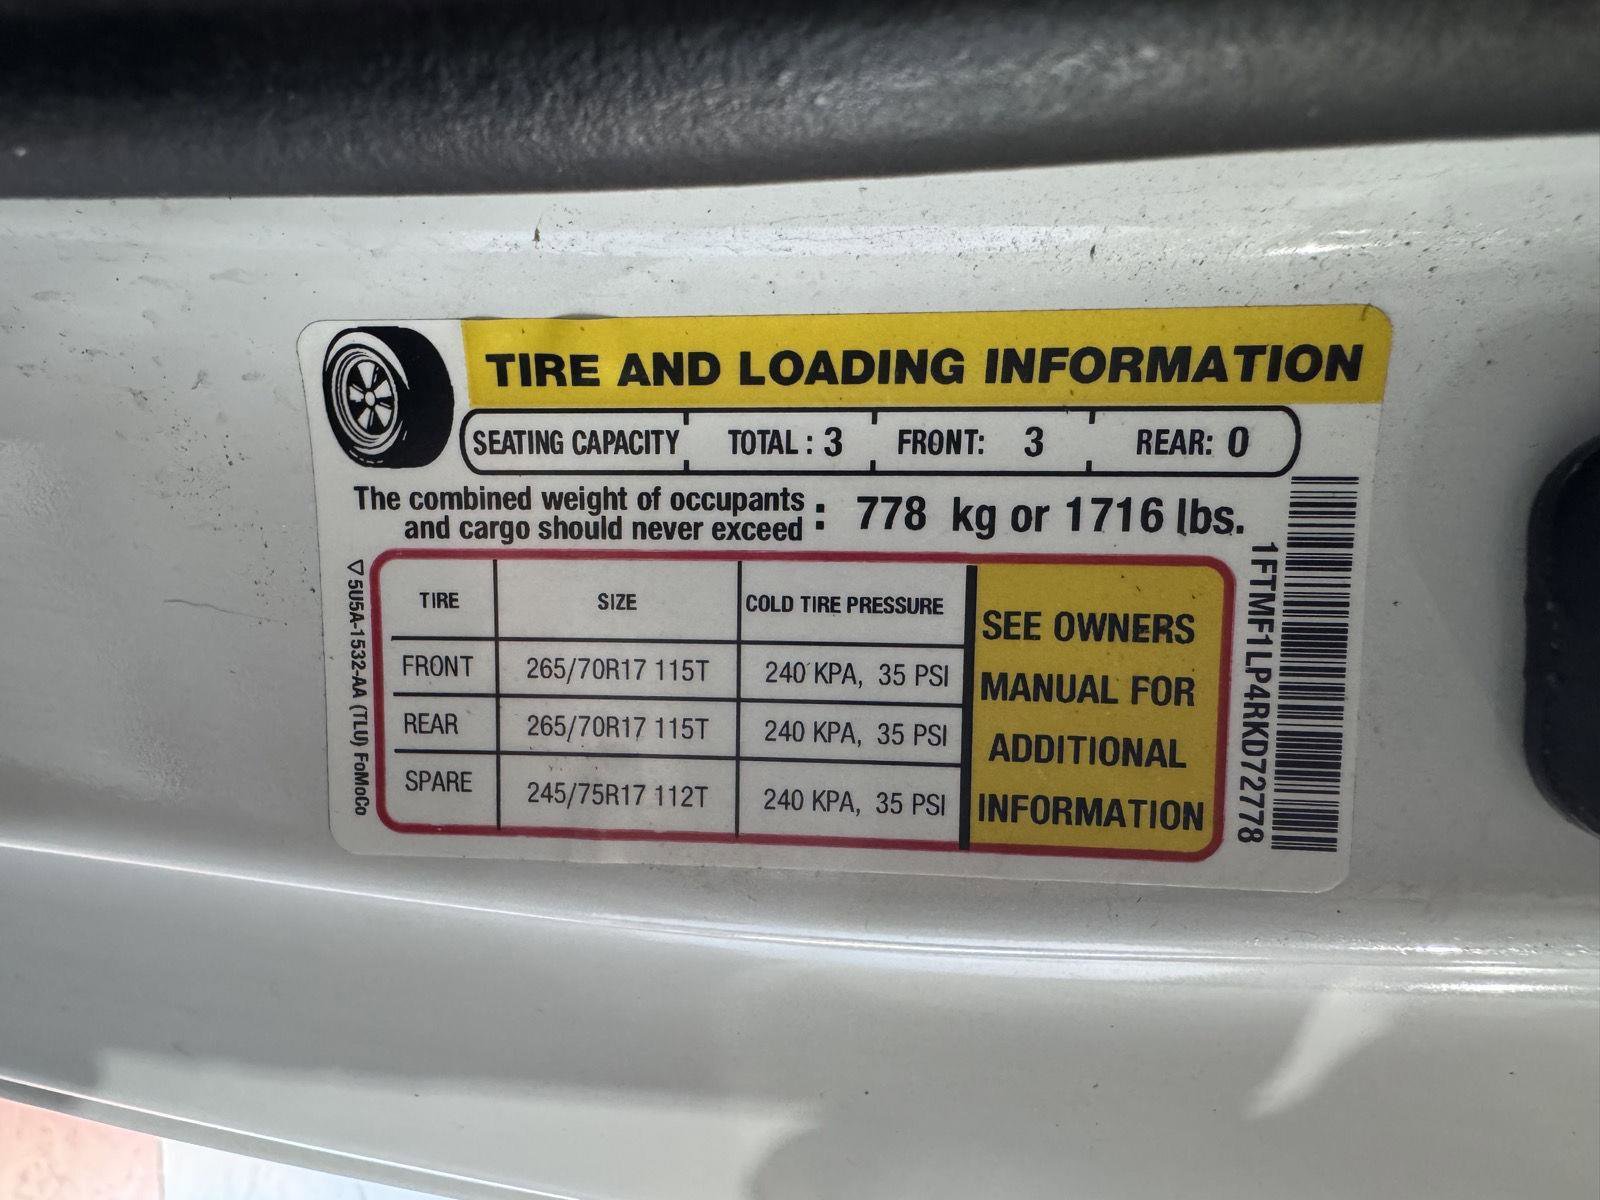 TIRE AND LOADING INFORMATION
SEATING CAPACITY TOTAL : 3 FRONT: 3 REAR: 0
The combined weight of occupants
and cargo should never exceed : 778 kg or 1716 lbs.
TIRE SIZE COLD TIRE PRESSURE
FRONT 265/70R17 115T 240 KPA, 35 PSI
REAR 265/70R17 115T 240 KPA, 35 PSI
SPARE 245/75R17 112T 240 KPA, 35 PSI
SEE OWNERS
MANUAL FOR
ADDITIONAL
INFORMATION
5U5A-1532-AA (TLU) FoMoCo
1FTMF1LP4RKD72778